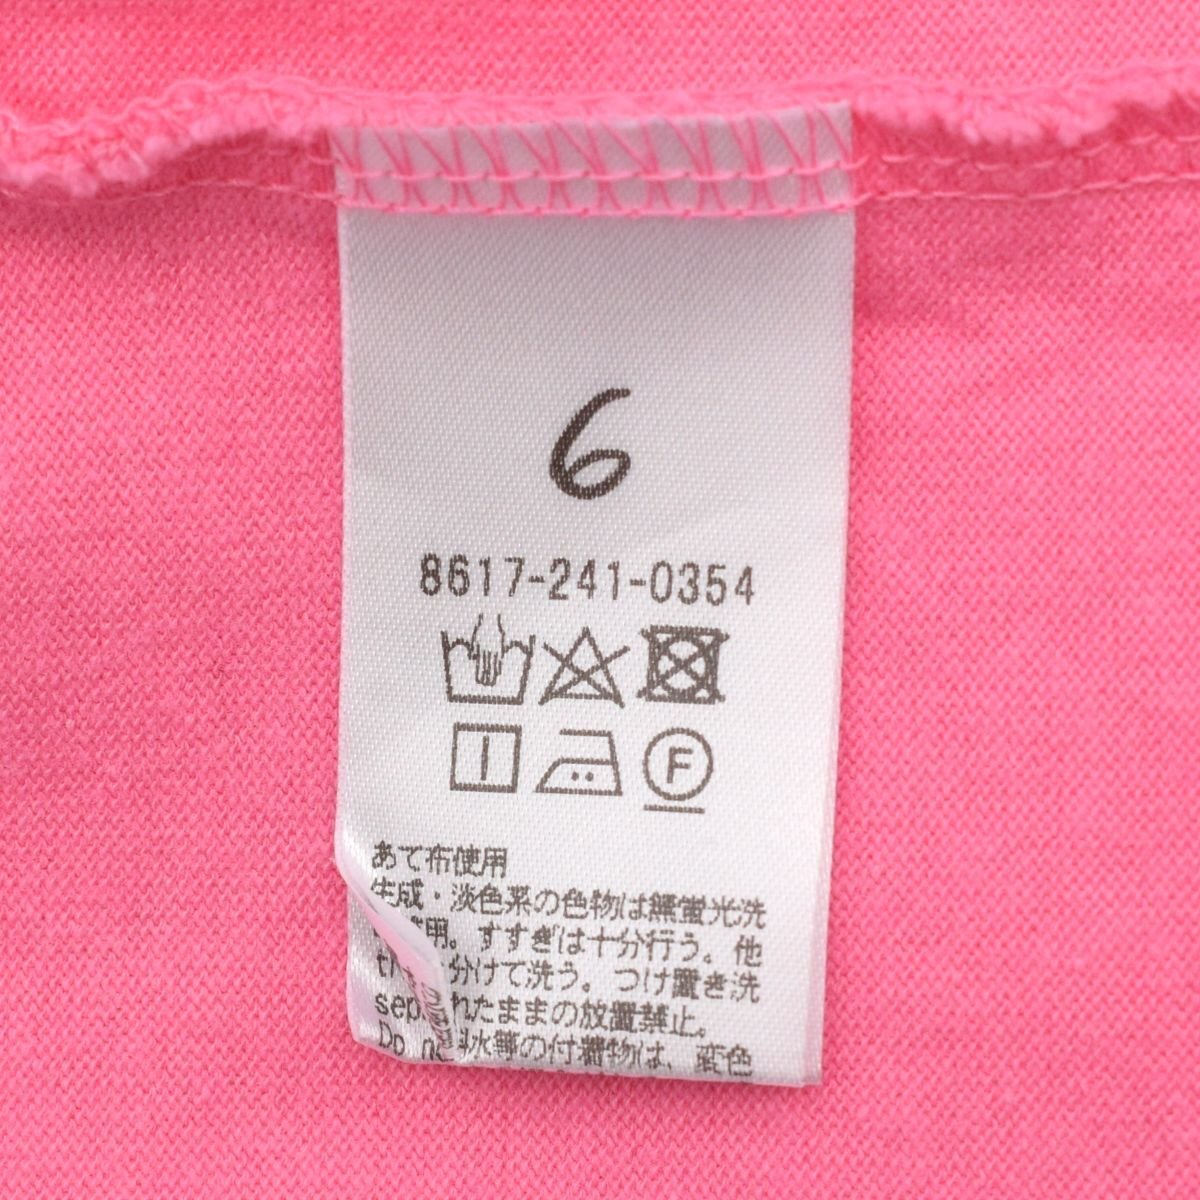 6
8617-241-0354
F
あて布使用
生成・淡色系の色物は無蛍光洗
用。すすぎは十分行う。他
分けて洗う。つけ置き洗
sep れたままの放置禁止。
Do no 水等の付着物は、変色